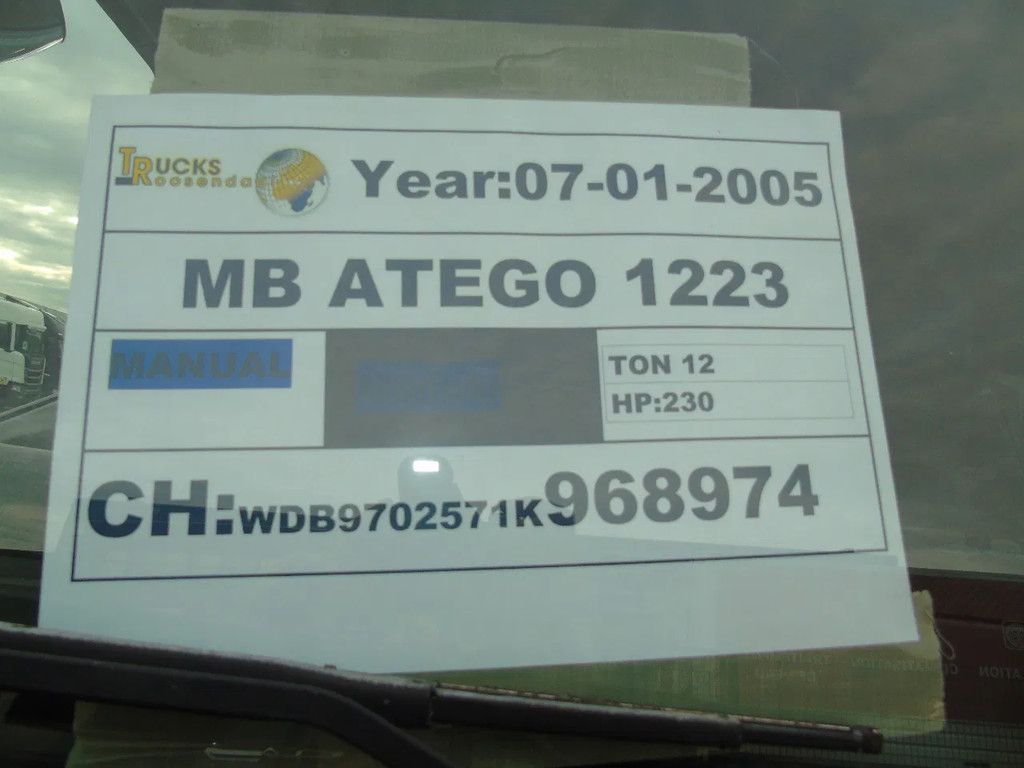 TRUCKS
Roosendaal
Year:07-01-2005
MB ATEGO 1223
MANUAL
TON 12
HP:230
CH:WDB9702571K968974